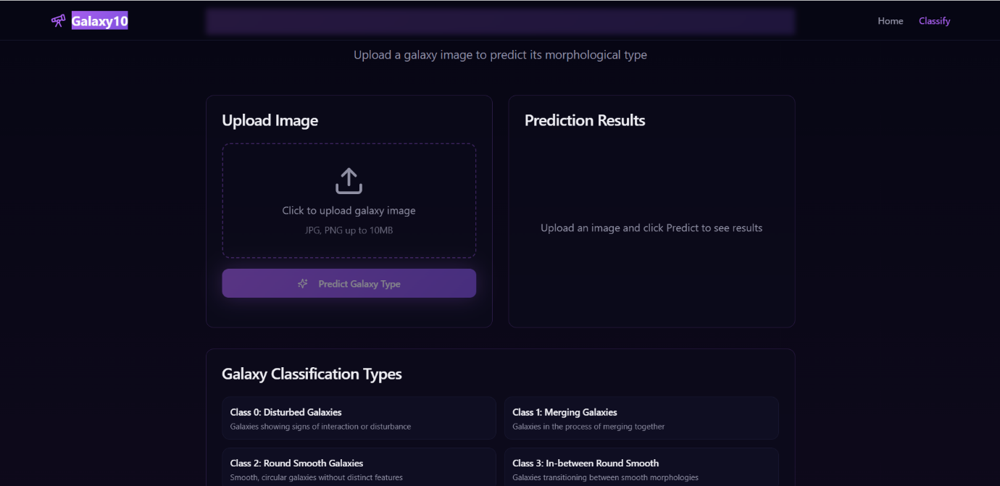 Galaxy10
Home
Classify
Upload a galaxy image to predict its morphological type
Upload Image
Click to upload galaxy image
JPG, PNG up to 10MB
Predict Galaxy Type
Prediction Results
Upload an image and click Predict to see results
Galaxy Classification Types
Class 0: Disturbed Galaxies
Galaxies showing signs of interaction or disturbance
Class 1: Merging Galaxies
Galaxies in the process of merging together
Class 2: Round Smooth Galaxies
Smooth, circular galaxies without distinct features
Class 3: In-between Round Smooth
Galaxies transitioning between smooth morphologies